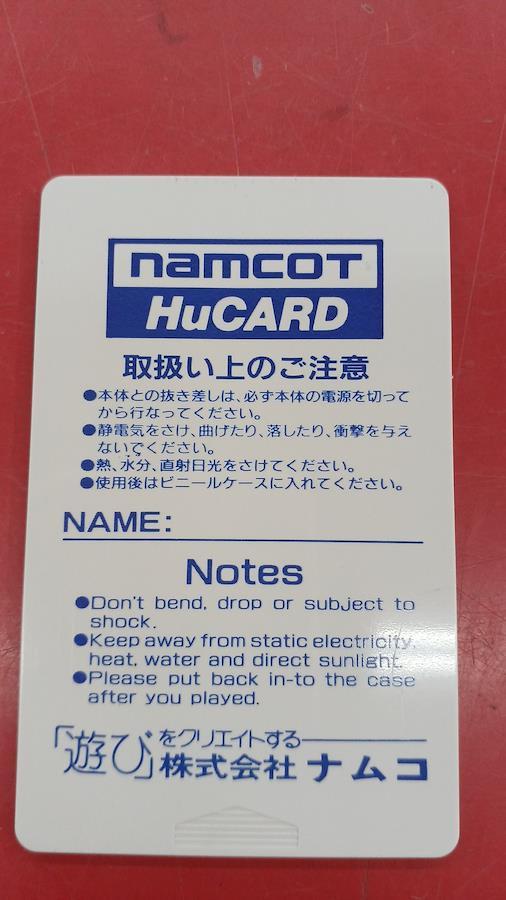 namcoT
HuCARD
取扱い上のご注意
●本体との抜き差しは、必ず本体の電源を切って
から行なってください。
●静電気をさけ、曲げたり、落したり、衝撃を与え
ないでください。
●熱、水分、直射日光をさけてください。
●使用後はビニールケースに入れてください。
NAME:
Notes
●Don't bend, drop or subject to
shock.
●Keep away from static electricity,
heat, water and direct sunlight.
●Please put back in-to the case
after you played.
「遊び」をクリエイトする
株式会社 ナムコ